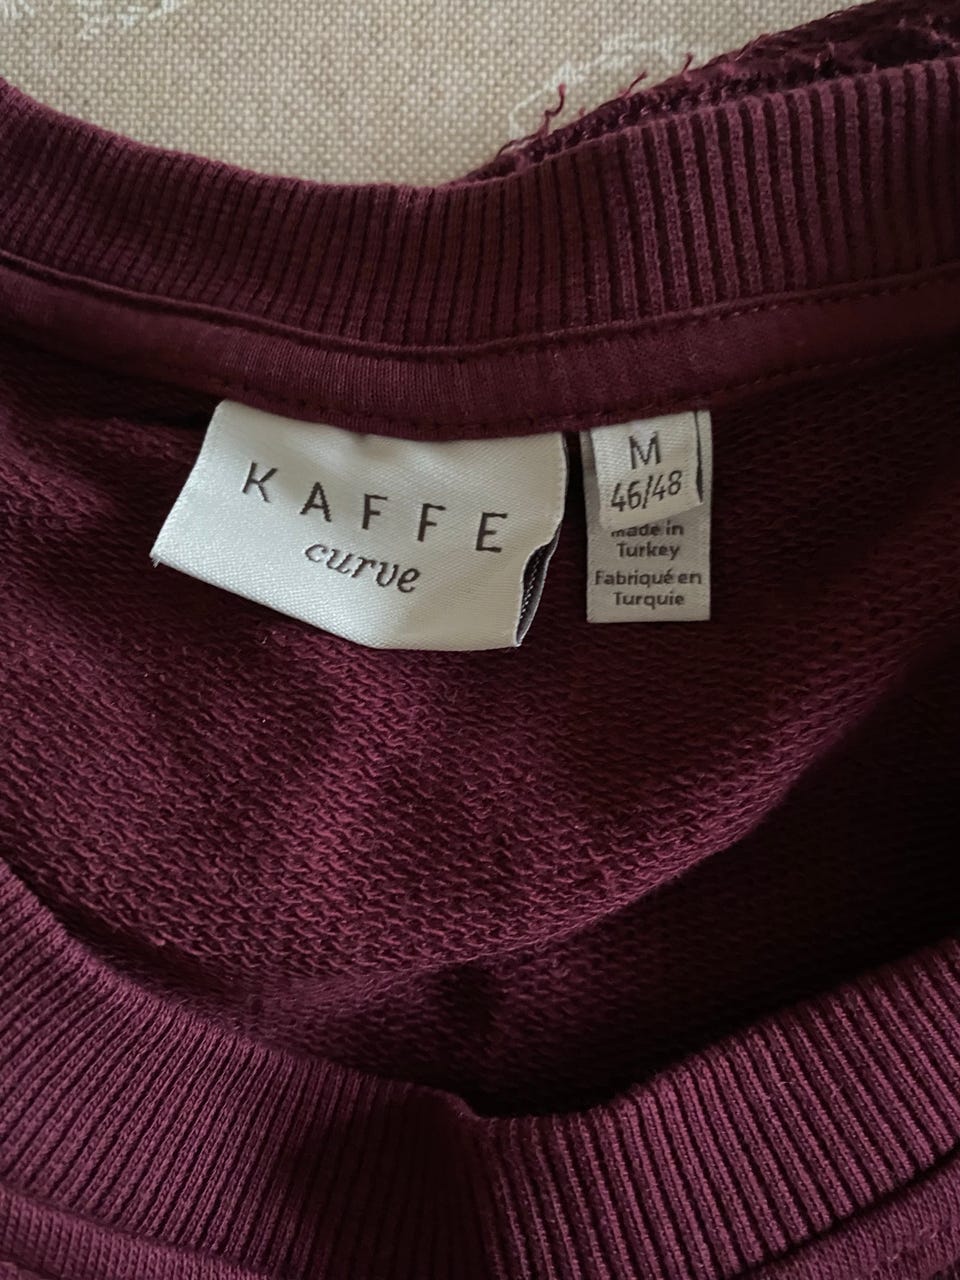 KAFFE
curve
M
46/48
made in
Turkey
Fabriqué en
Turquie